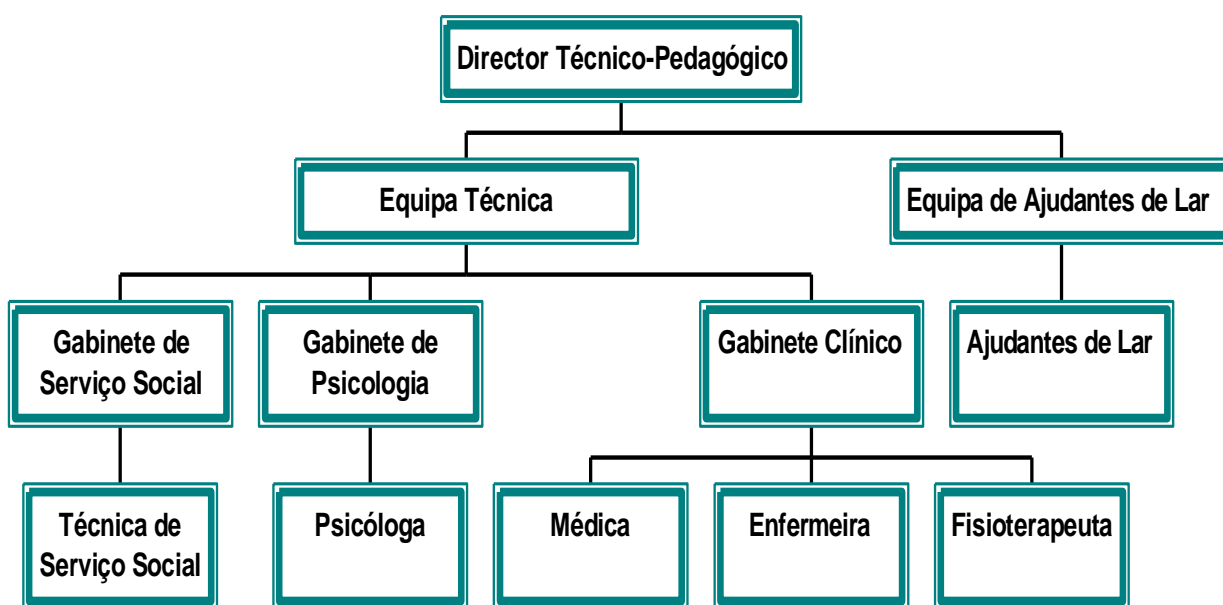 Director Técnico-Pedagógico
Equipa Técnica
Equipa de Ajudantes de Lar
Gabinete de
Serviço Social
Gabinete de
Psicologia
Gabinete Clínico
Ajudantes de Lar
Técnica de
Serviço Social
Psicóloga
Médica
Enfermeira
Fisioterapeuta